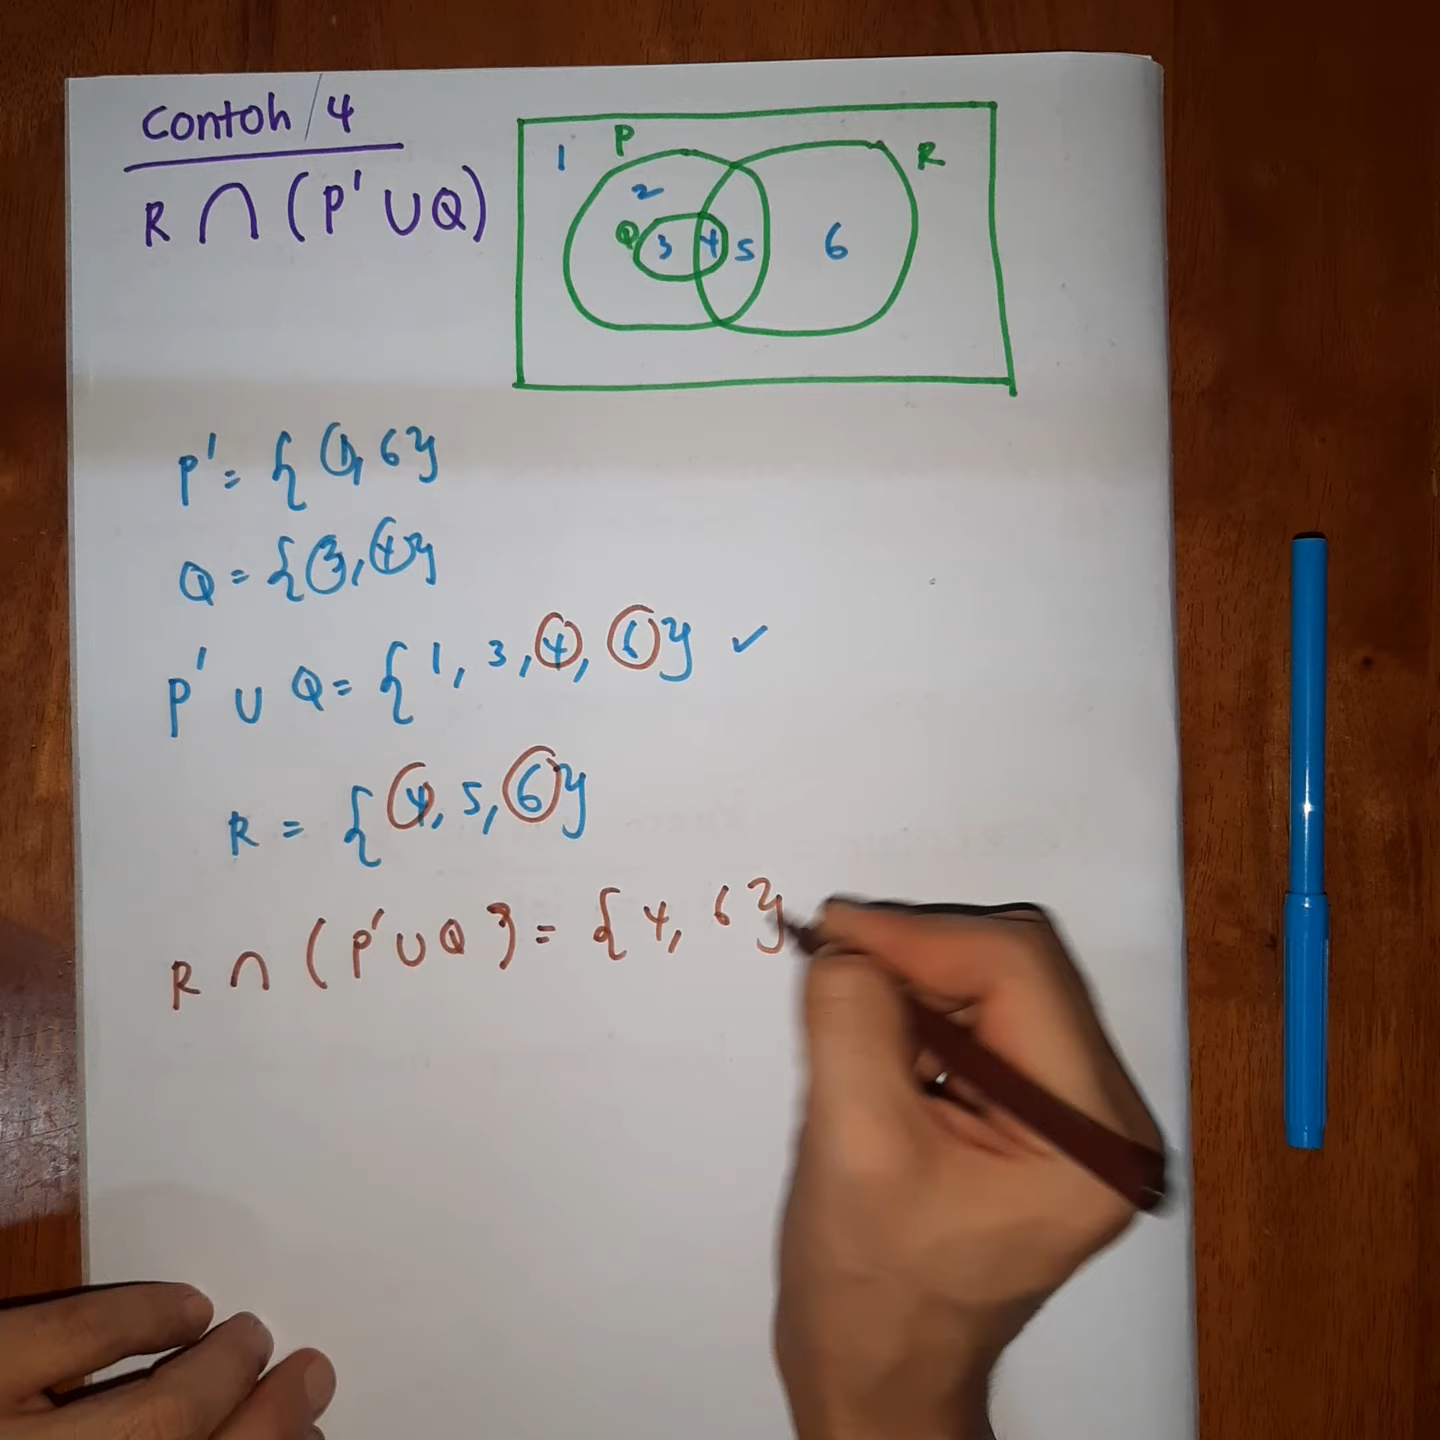 Contoh / 4
R ∩ (P' ∪ Q)
1 P R
2
Q 3 4 5 6
P' = { 1, 6 }
Q = { 3, 4 }
P' ∪ Q = { 1, 3, 4, 6 } ✓
R = { 4, 5, 6 }
R ∩ ( P' ∪ Q } = { 4, 6 }